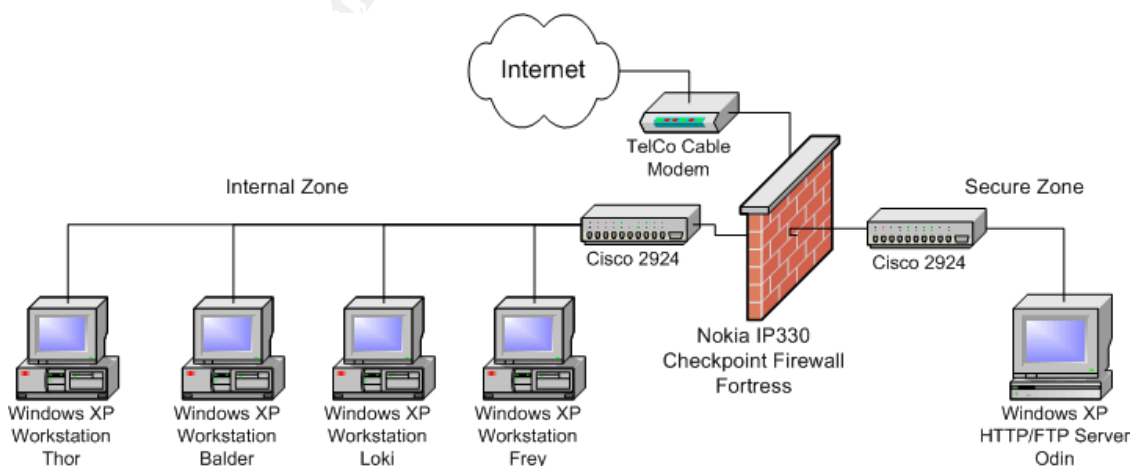 Internet
TelCo Cable
Modem
Internal Zone
Secure Zone
Cisco 2924
Cisco 2924
Nokia IP330
Checkpoint Firewall
Fortress
Windows XP
Workstation
Thor
Windows XP
Workstation
Balder
Windows XP
Workstation
Loki
Windows XP
Workstation
Frey
Windows XP
HTTP/FTP Server
Odin